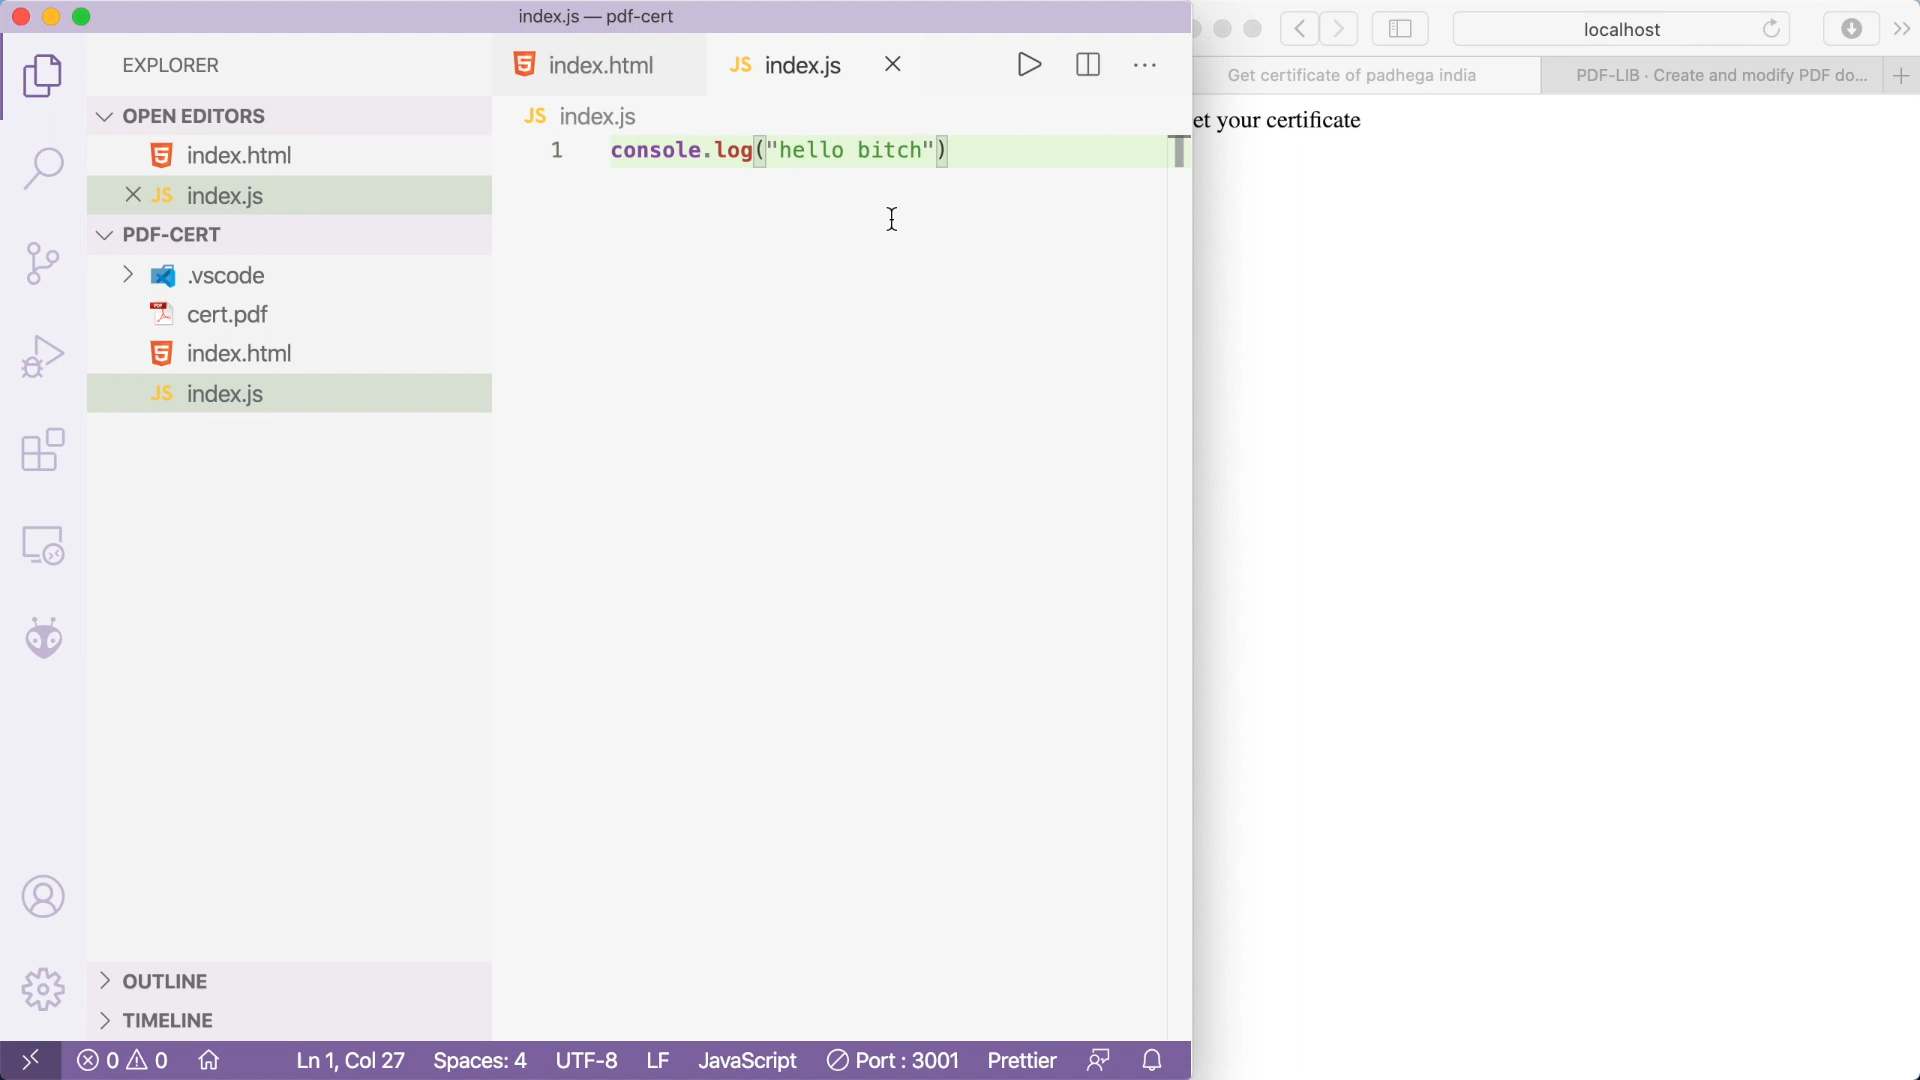 index.js — pdf-cert
EXPLORER
OPEN EDITORS
index.html
JS index.js
PDF-CERT
.vscode
cert.pdf
index.html
JS index.js
OUTLINE
TIMELINE
index.html
JS index.js
JS index.js
1 console.log("hello bitch")
Ln 1, Col 27 Spaces: 4 UTF-8 LF JavaScript Port : 3001 Prettier
0 0
localhost
Get certificate of padhega india
PDF-LIB · Create and modify PDF do...
et your certificate